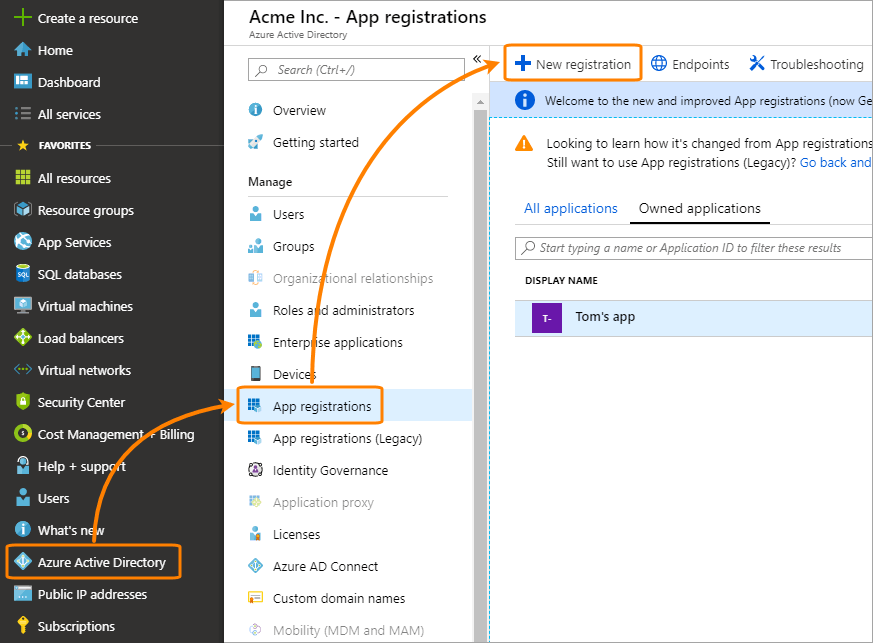 Create a resource
Home
Dashboard
All services
FAVORITES
All resources
Resource groups
App Services
SQL databases
Virtual machines
Load balancers
Virtual networks
Security Center
Cost Management + Billing
Help + support
Users
What's new
Azure Active Directory
Public IP addresses
Subscriptions
Acme Inc. - App registrations
Azure Active Directory
Search (Ctrl+/)
«
Overview
Getting started
Manage
Users
Groups
Organizational relationships
Roles and administrators
Enterprise applications
Devices
App registrations
App registrations (Legacy)
Identity Governance
Application proxy
Licenses
Azure AD Connect
Custom domain names
Mobility (MDM and MAM)
New registration Endpoints Troubleshooting
Welcome to the new and improved App registrations (now Ge
Looking to learn how it's changed from App registrations
Still want to use App registrations (Legacy)? Go back and
All applications Owned applications
Start typing a name or Application ID to filter these results
DISPLAY NAME
T- Tom's app